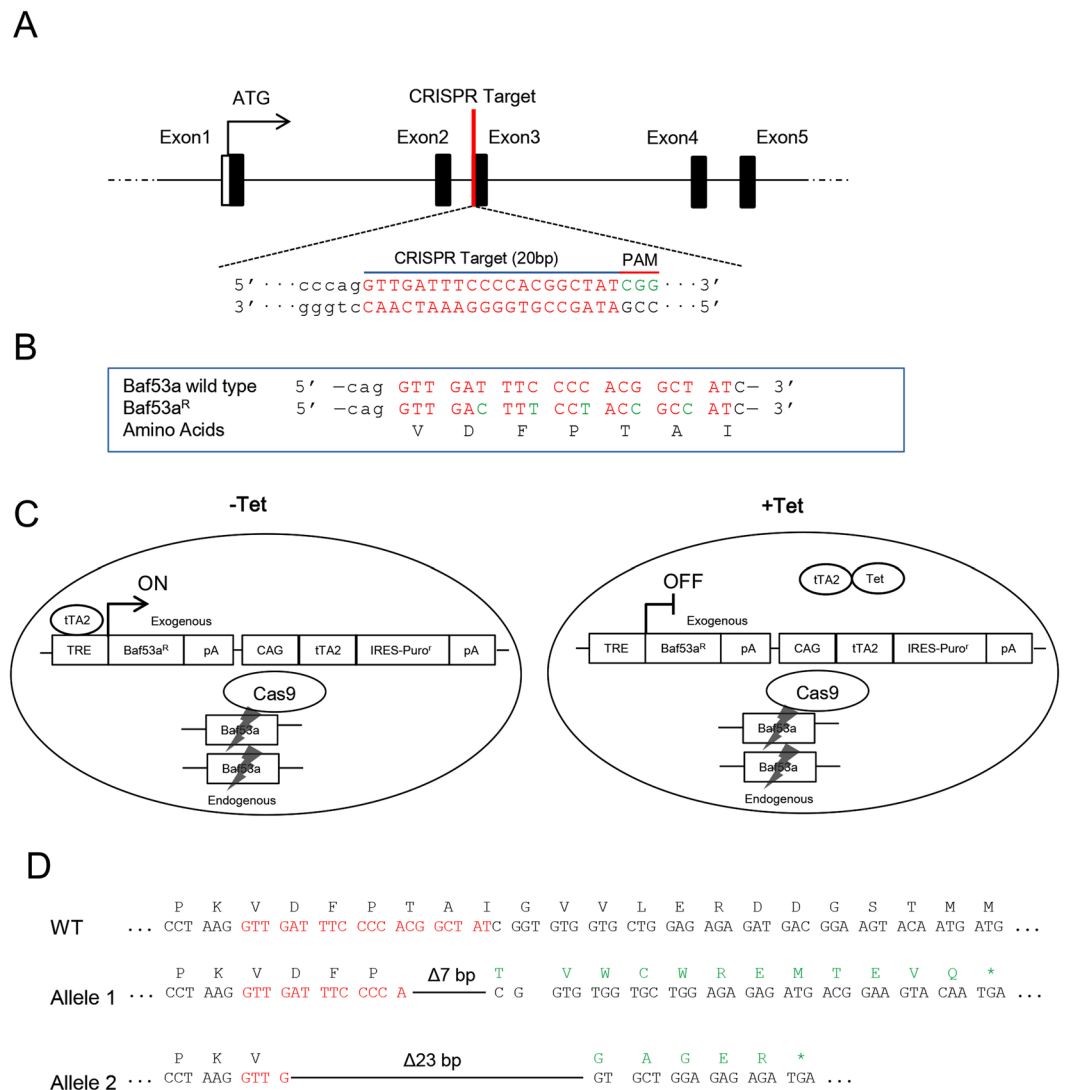 A
ATG
CRISPR Target
Exon1
Exon2
Exon3
Exon4
Exon5
CRISPR Target (20bp)
PAM
5′ ···cccagGTTGATTTCCCCACGGCTATCGG··· 3′
3′ ···gggtcCAACTAAAGGGGTGCCGATAGCC··· 5′
B
Baf53a wild type 5′ —cag GTT GAT TTC CCC ACG GCT ATC— 3′
Baf53aR 5′ —cag GTT GAC TTT CCT ACC GCC ATC— 3′
Amino Acids V D F P T A I
C
-Tet
ON
tTA2
Exogenous
TRE Baf53aR pA CAG tTA2 IRES-Puror pA
Cas9
Baf53a
Baf53a
Endogenous
+Tet
tTA2 Tet
OFF
Exogenous
TRE Baf53aR pA CAG tTA2 IRES-Puror pA
Cas9
Baf53a
Baf53a
Endogenous
D
P K V D F P T A I G V V L E R D D G S T M M
WT ... CCT AAG GTT GAT TTC CCC ACG GCT ATC GGT GTG GTG CTG GAG AGA GAT GAC GGA AGT ACA ATG ATG ...
P K V D F P Δ7 bp T V W C W R E M T E V Q *
Allele 1 ... CCT AAG GTT GAT TTC CCC A C G GTG TGG TGC TGG AGA GAG ATG ACG GAA GTA CAA TGA ...
P K V Δ23 bp G A G E R *
Allele 2 ... CCT AAG GTT G GT GCT GGA GAG AGA TGA ...